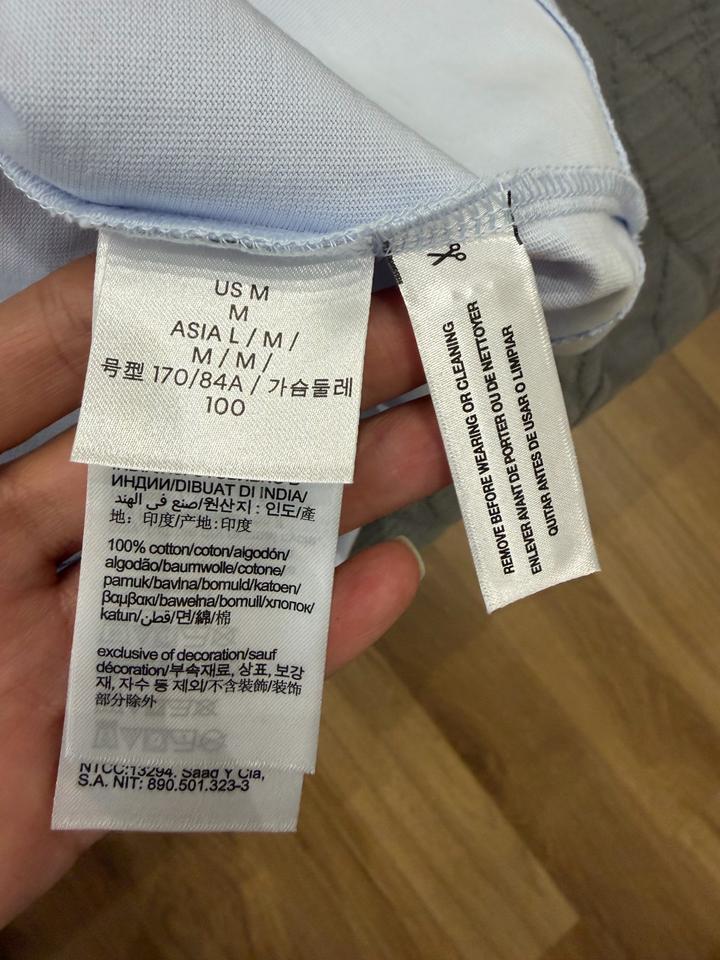 US M
M
ASIA L / M /
M / M /
号型 170/84A / 가슴둘레
100
ИНДИИ/DIBUAT DI INDIA/
صنع في الهند/원산지 : 인도/產
地: 印度/产地:印度
100% cotton/coton/algodón/
algodão/baumwolle/cotone/
pamuk/bavlna/bomuld/katoen/
βαμβακι/bawełna/bomull/хлопок/
katun/قطن/면/綿/棉
exclusive of decoration/sauf
décoration/부속재료, 상표, 보강
재, 자수 등 제외/不含裝飾/装饰
部分除外
NTCC:13294. Saad Y Cia,
S.A. NIT: 890.501.323-3
REMOVE BEFORE WEARING OR CLEANING
ENLEVER AVANT DE PORTER OU DE NETTOYER
QUITAR ANTES DE USAR O LIMPIAR